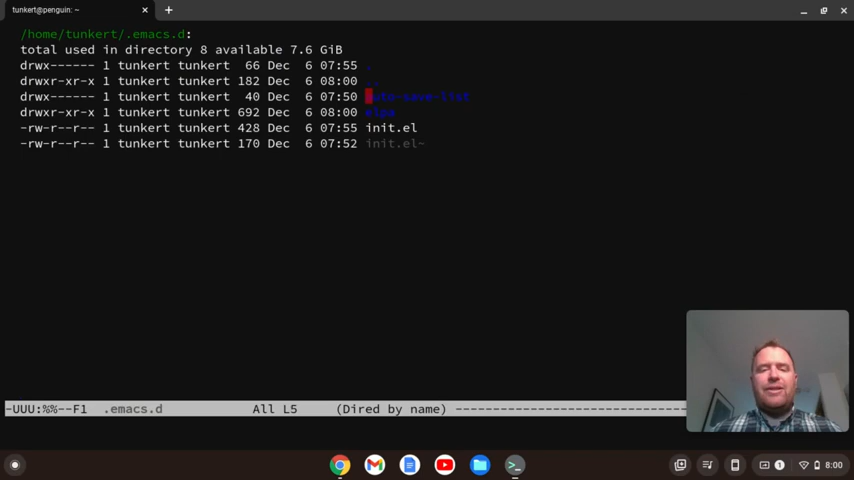 tunkert@penguin: ~
/home/tunkert/.emacs.d:
total used in directory 8 available 7.6 GiB
drwx------ 1 tunkert tunkert  66 Dec  6 07:55 .
drwxr-xr-x 1 tunkert tunkert 182 Dec  6 08:00 ..
drwx------ 1 tunkert tunkert  40 Dec  6 07:50 auto-save-list
drwxr-xr-x 1 tunkert tunkert 692 Dec  6 08:00 elpa
-rw-r--r-- 1 tunkert tunkert 428 Dec  6 07:55 init.el
-rw-r--r-- 1 tunkert tunkert 170 Dec  6 07:52 init.el~
-UUU:%%--F1  .emacs.d             All L5     (Dired by name) -------------------------------------
1 8:00